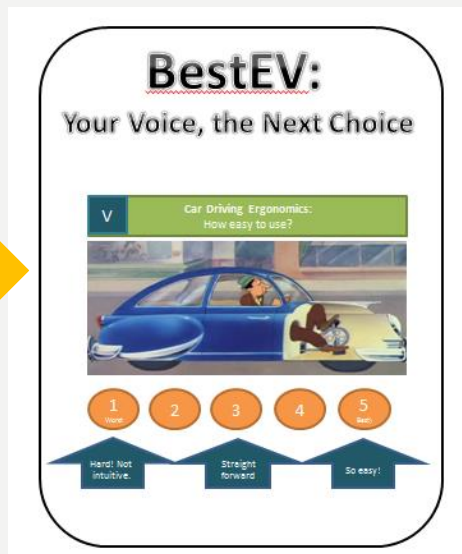 BestEV:
Your Voice, the Next Choice
V
Car Driving Ergonomics:
How easy to use?
1
Worst
2
3
4
5
Best!
Hard! Not
intuitive.
Straight
forward
So easy!